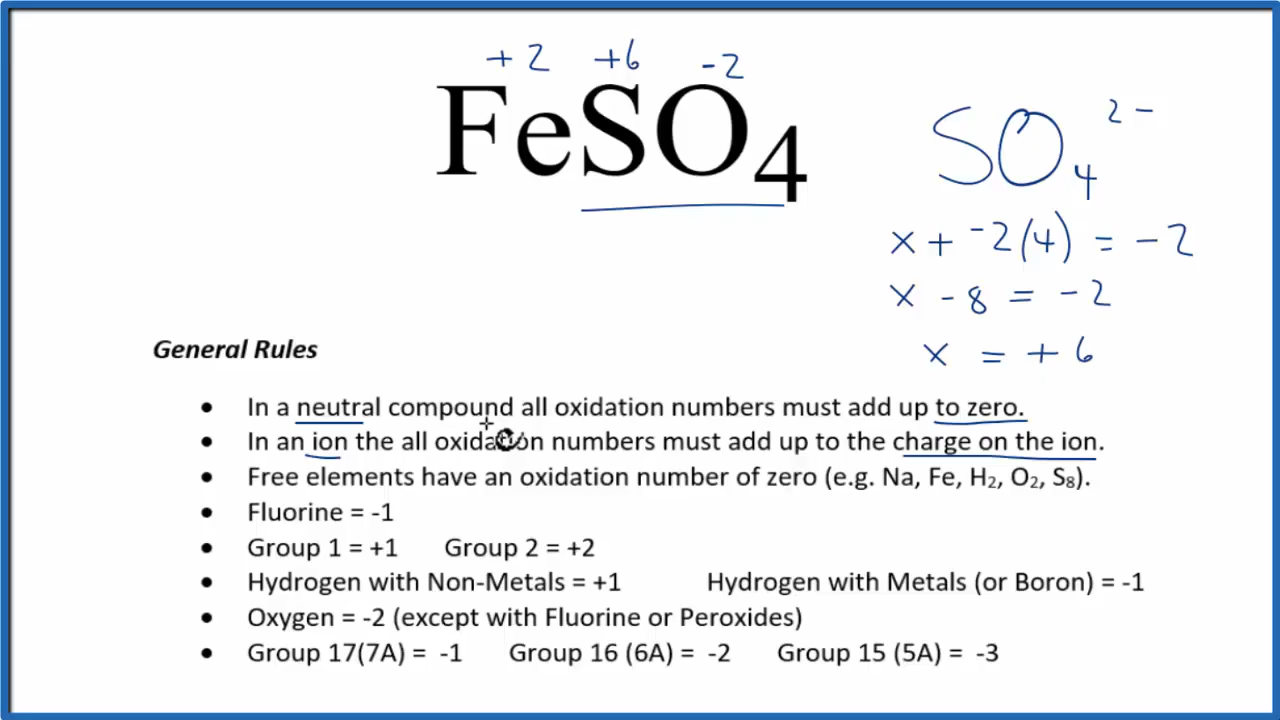 +2 +6 -2
FeSO₄
SO₄ ²⁻
x + ⁻2(4) = -2
x - 8 = -2
x = +6
General Rules
• In a neutral compound all oxidation numbers must add up to zero.
• In an ion the all oxidation numbers must add up to the charge on the ion.
• Free elements have an oxidation number of zero (e.g. Na, Fe, H₂, O₂, S₈).
• Fluorine = -1
• Group 1 = +1 Group 2 = +2
• Hydrogen with Non-Metals = +1 Hydrogen with Metals (or Boron) = -1
• Oxygen = -2 (except with Fluorine or Peroxides)
• Group 17(7A) = -1 Group 16 (6A) = -2 Group 15 (5A) = -3